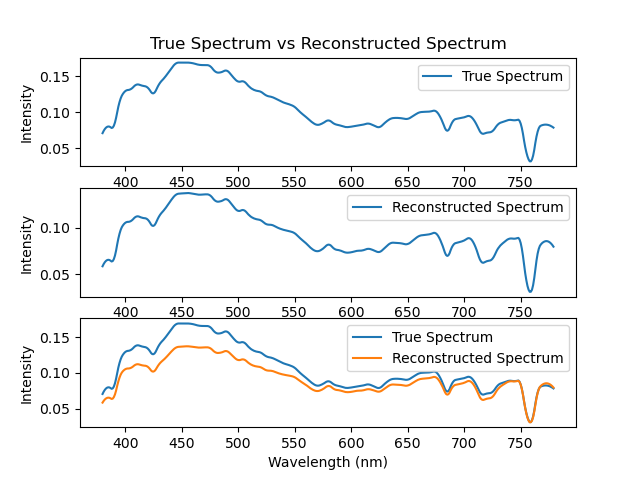 True Spectrum vs Reconstructed Spectrum
0.15
0.10
0.05
Intensity
True Spectrum
400 450 500 550 600 650 700 750
0.10
0.05
Intensity
Reconstructed Spectrum
400 450 500 550 600 650 700 750
0.15
0.10
0.05
Intensity
True Spectrum
Reconstructed Spectrum
400 450 500 550 600 650 700 750
Wavelength (nm)